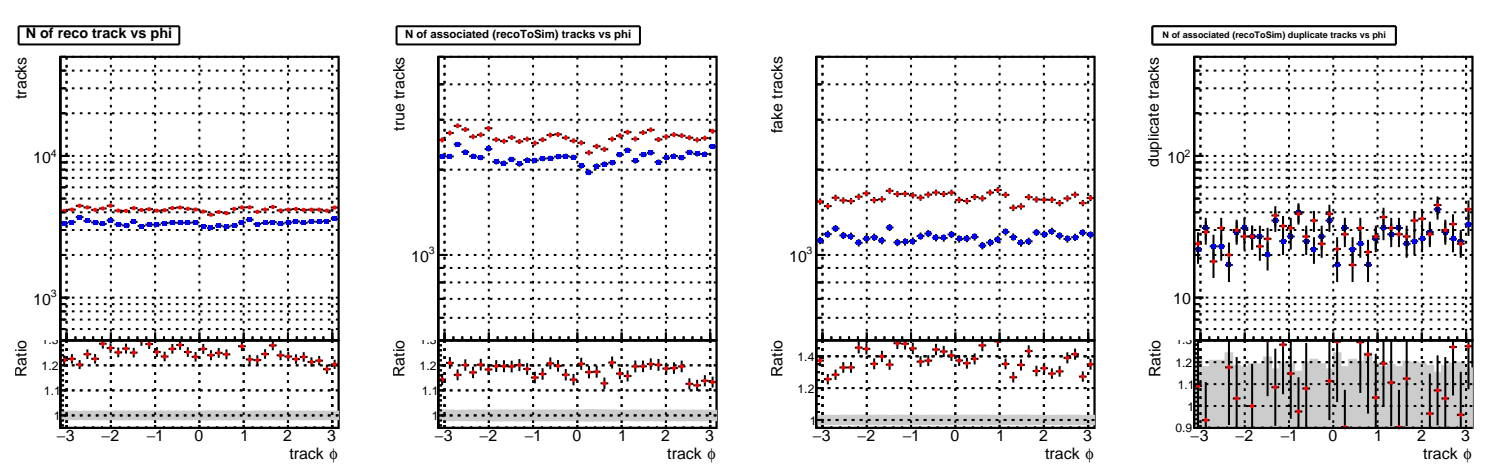 N of reco track vs phi
tracks
10⁴
10³
Ratio
1.3
1.2
1.1
1
−3 −2 −1 0 1 2 3
track ϕ
N of associated (recoToSim) tracks vs phi
true tracks
10³
Ratio
1.3
1.2
1.1
1
−3 −2 −1 0 1 2 3
track ϕ
fake tracks
10³
Ratio
1.4
1.2
1
−3 −2 −1 0 1 2 3
track ϕ
N of associated (recoToSim) duplicate tracks vs phi
duplicate tracks
10²
10
Ratio
1.3
1.2
1.1
1
0.9
−3 −2 −1 0 1 2 3
track ϕ